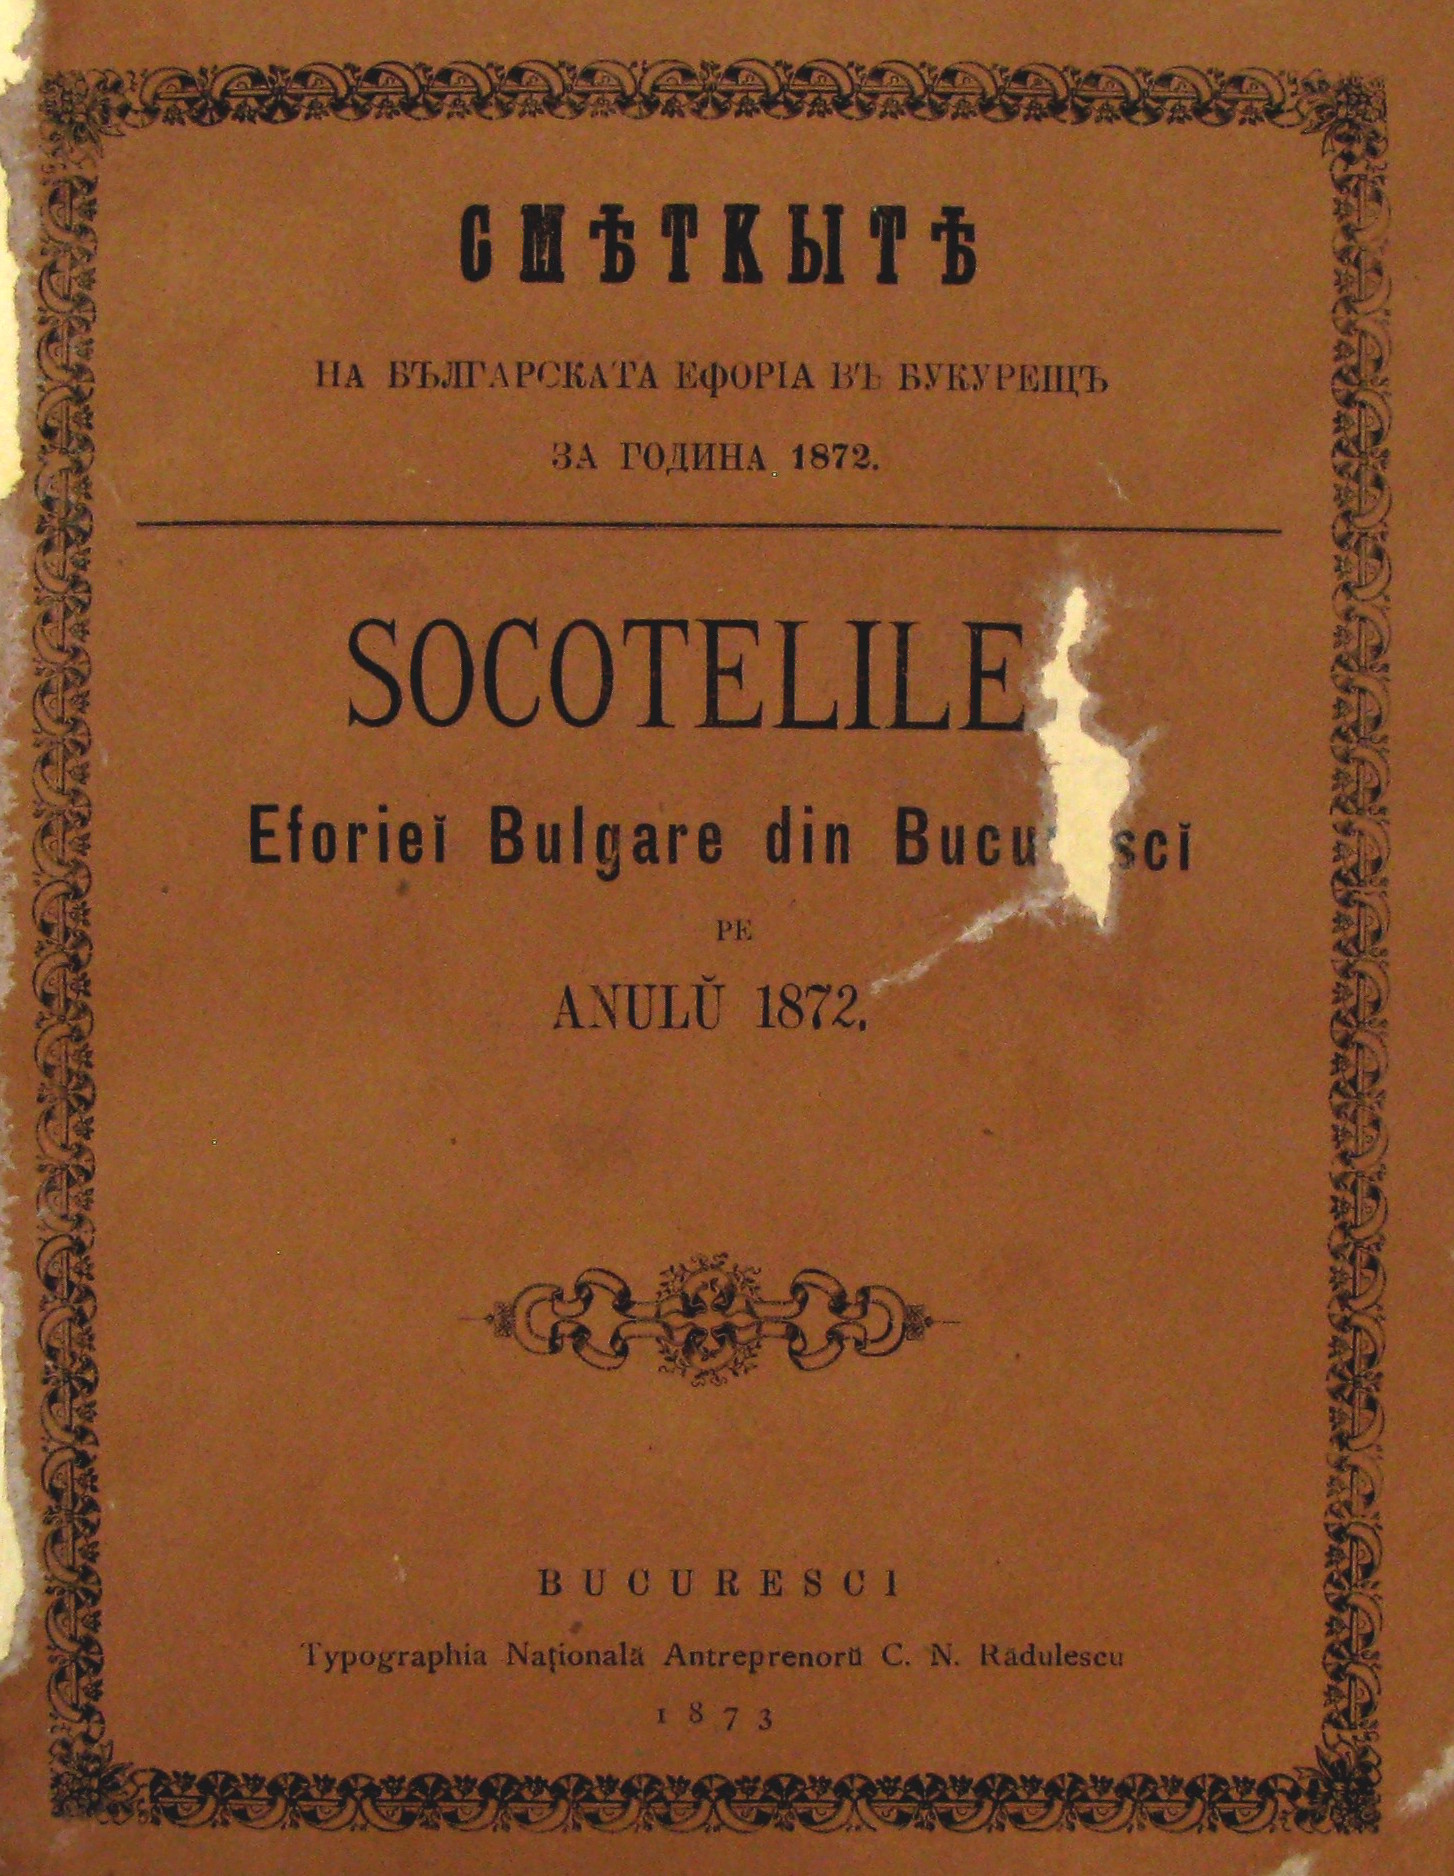 СМѢТКЫТѢ
НА БЪЛГАРСКАТА ЕФОРІА ВЪ БУКУРЕЩЪ
ЗА ГОДИНА 1872.
SOCOTELILE
Eforieĭ Bulgare din
PE
ANULŬ 1872.
BUCURESCI
Typographia Națională Antreprenorŭ C. N. Rădulescu
1873